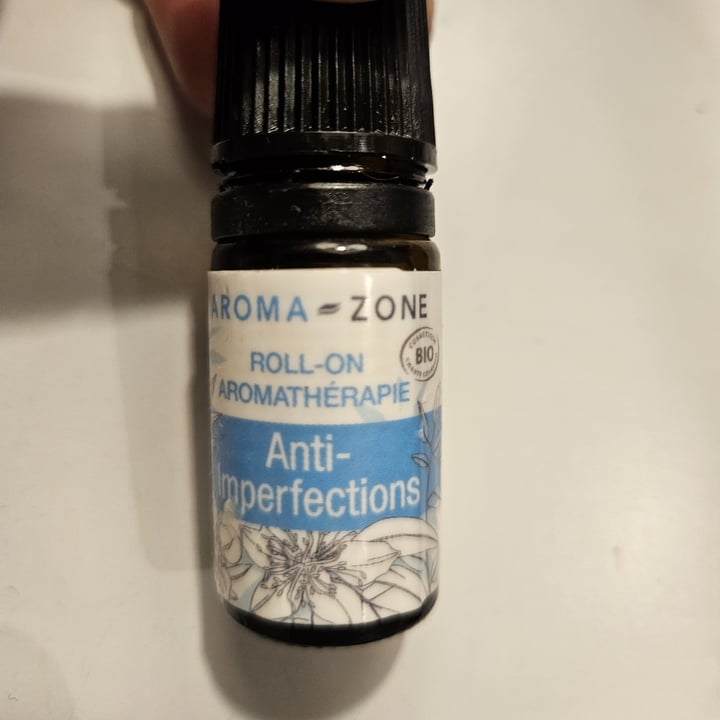 AROMA ZONE
BIO
ROLL-ON
AROMATHÉRAPIE
Anti-
Imperfections